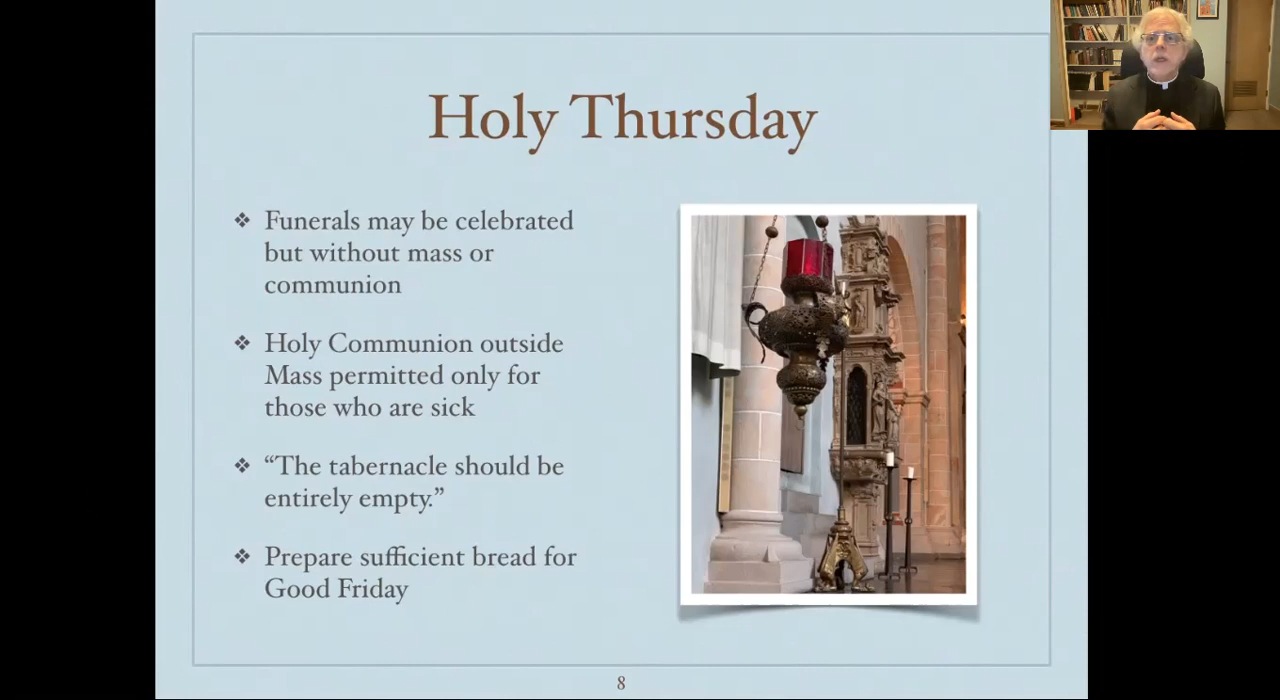 Holy Thursday
❖ Funerals may be celebrated
but without mass or
communion
❖ Holy Communion outside
Mass permitted only for
those who are sick
❖ “The tabernacle should be
entirely empty.”
❖ Prepare sufficient bread for
Good Friday
8